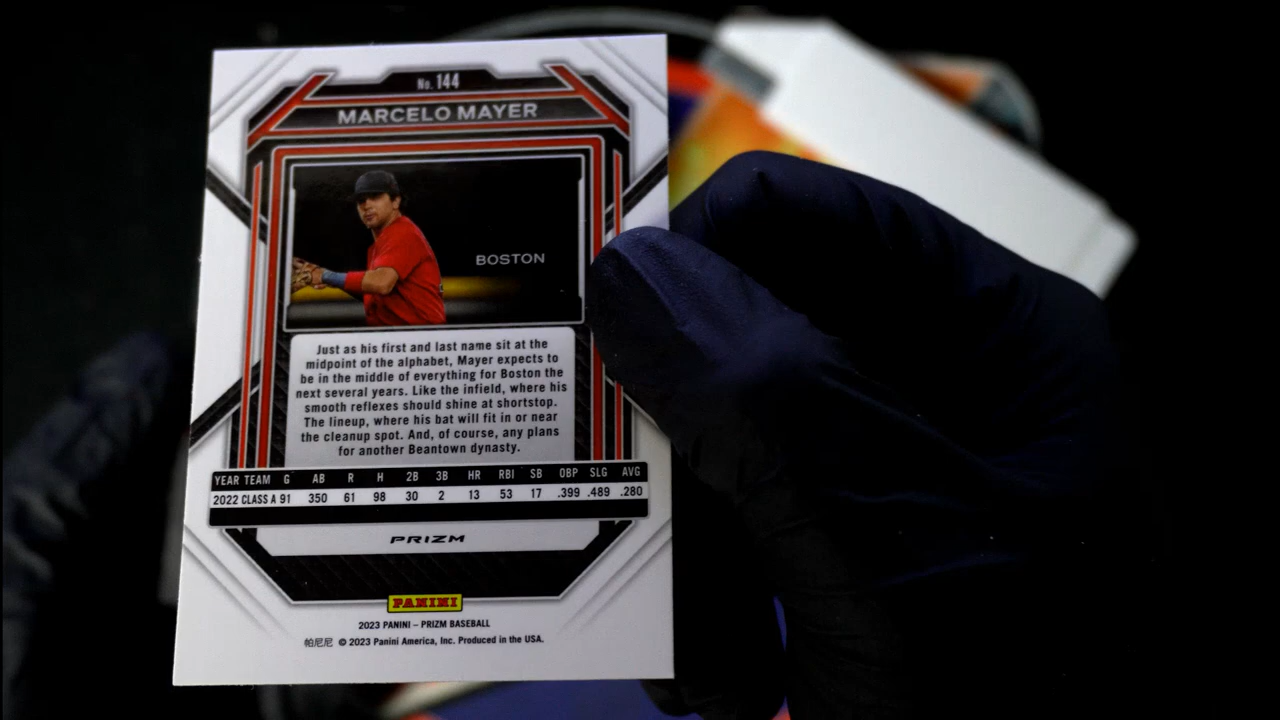 No. 144
MARCELO MAYER
BOSTON
Just as his first and last name sit at the
midpoint of the alphabet, Mayer expects to
be in the middle of everything for Boston the
next several years. Like the infield, where his
smooth reflexes should shine at shortstop.
The lineup, where his bat will fit in or near
the cleanup spot. And, of course, any plans
for another Beantown dynasty.
YEAR TEAM G AB R H 2B 3B HR RBI SB OBP SLG AVG
2022 CLASS A 91 350 61 98 30 2 13 53 17 .399 .489 .280
PRIZM
PANINI
2023 PANINI – PRIZM BASEBALL
帕尼尼 © 2023 Panini America, Inc. Produced in the USA.